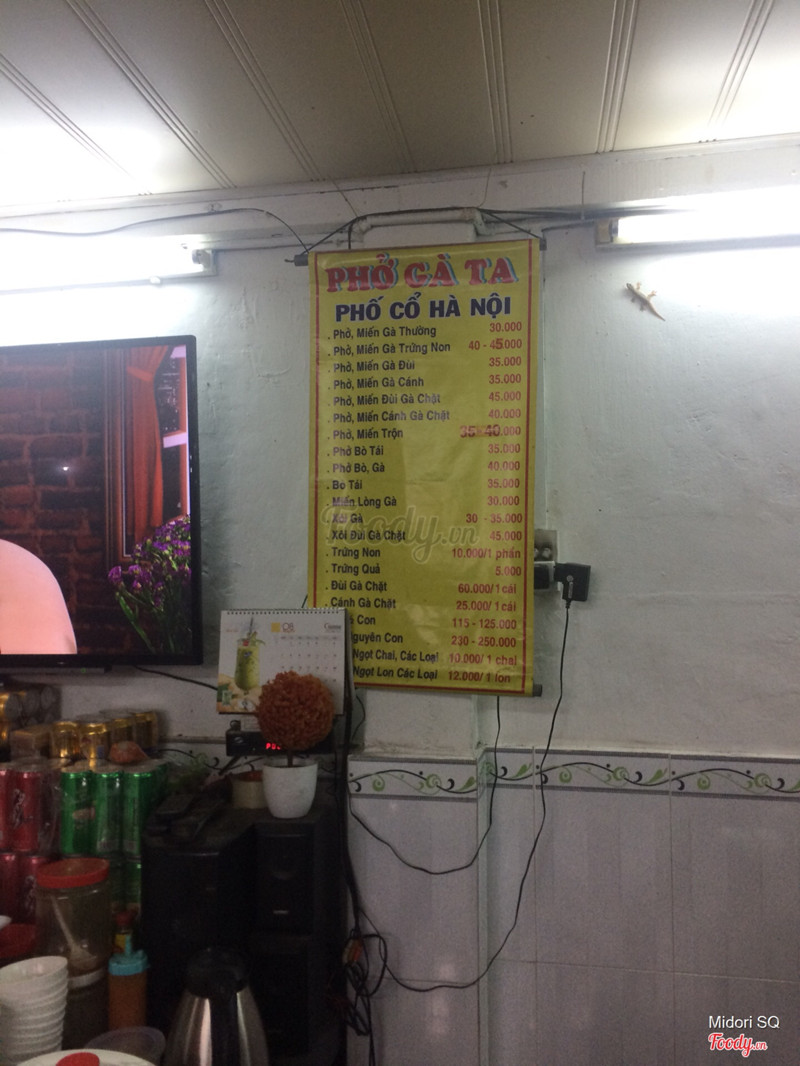 PHỞ GÀ TA
PHỐ CỔ HÀ NỘI
. Phở, Miến Gà Thường 30.000
. Phở, Miến Gà Trứng Non 40 - 45.000
. Phở, Miến Gà Đùi 35.000
. Phở, Miến Gà Cánh 35.000
. Phở, Miến Đùi Gà Chặt 45.000
. Phở, Miến Cánh Gà Chặt 40.000
. Phở, Miến Trộn 35 40.000
. Phở Bò Tái 35.000
. Phở Bò, Gà 40.000
. Bò Tái 35.000
. Miến Lòng Gà 30.000
. Xôi Gà 30 - 35.000
. Xôi Đùi Gà Chặt 45.000
. Trứng Non 10.000/1 phần
. Trứng Quả 5.000
. Đùi Gà Chặt 60.000/1 cái
. Cánh Gà Chặt 25.000/1 cái
Con 115 - 125.000
Nguyên Con 230 - 250.000
Ngọt Chai, Các Loại 10.000/1 chai
Ngọt Lon Các Loại 12.000/1 lon
Foody.vn
06
Midori SQ
Foody.vn